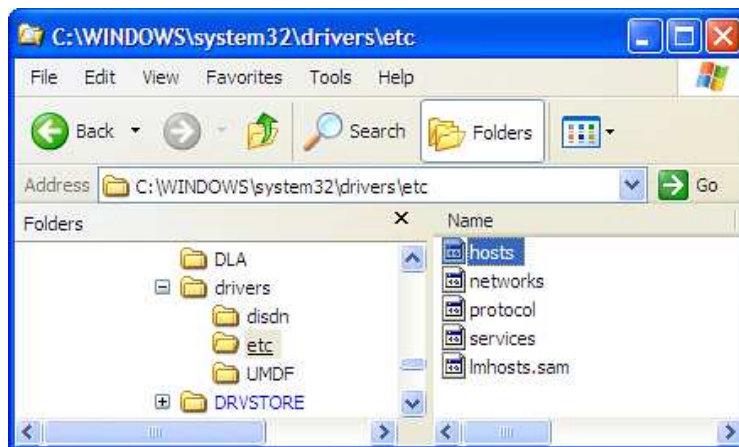 C:\WINDOWS\system32\drivers\etc
File Edit View Favorites Tools Help
Back Search Folders
Address C:\WINDOWS\system32\drivers\etc Go
Folders
DLA
drivers
disdn
etc
UMDF
DRVSTORE
Name
hosts
networks
protocol
services
lmhosts.sam